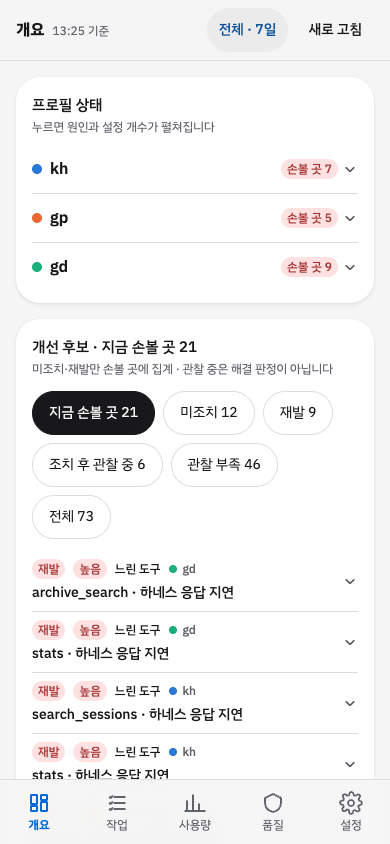 개요 13:25 기준 전체 · 7일 새로 고침
프로필 상태
누르면 원인과 설정 개수가 펼쳐집니다
kh 손볼 곳 7
gp 손볼 곳 5
gd 손볼 곳 9
개선 후보 · 지금 손볼 곳 21
미조치·재발만 손볼 곳에 집계 · 관찰 중은 해결 판정이 아닙니다
지금 손볼 곳 21 미조치 12 재발 9
조치 후 관찰 중 6 관찰 부족 46
전체 73
재발 높음 느린 도구 gd
archive_search · 하네스 응답 지연
재발 높음 느린 도구 gd
stats · 하네스 응답 지연
재발 높음 느린 도구 kh
search_sessions · 하네스 응답 지연
재발 높음 느린 도구 kh
stats · 하네스 응답 지연
개요 작업 사용량 품질 설정